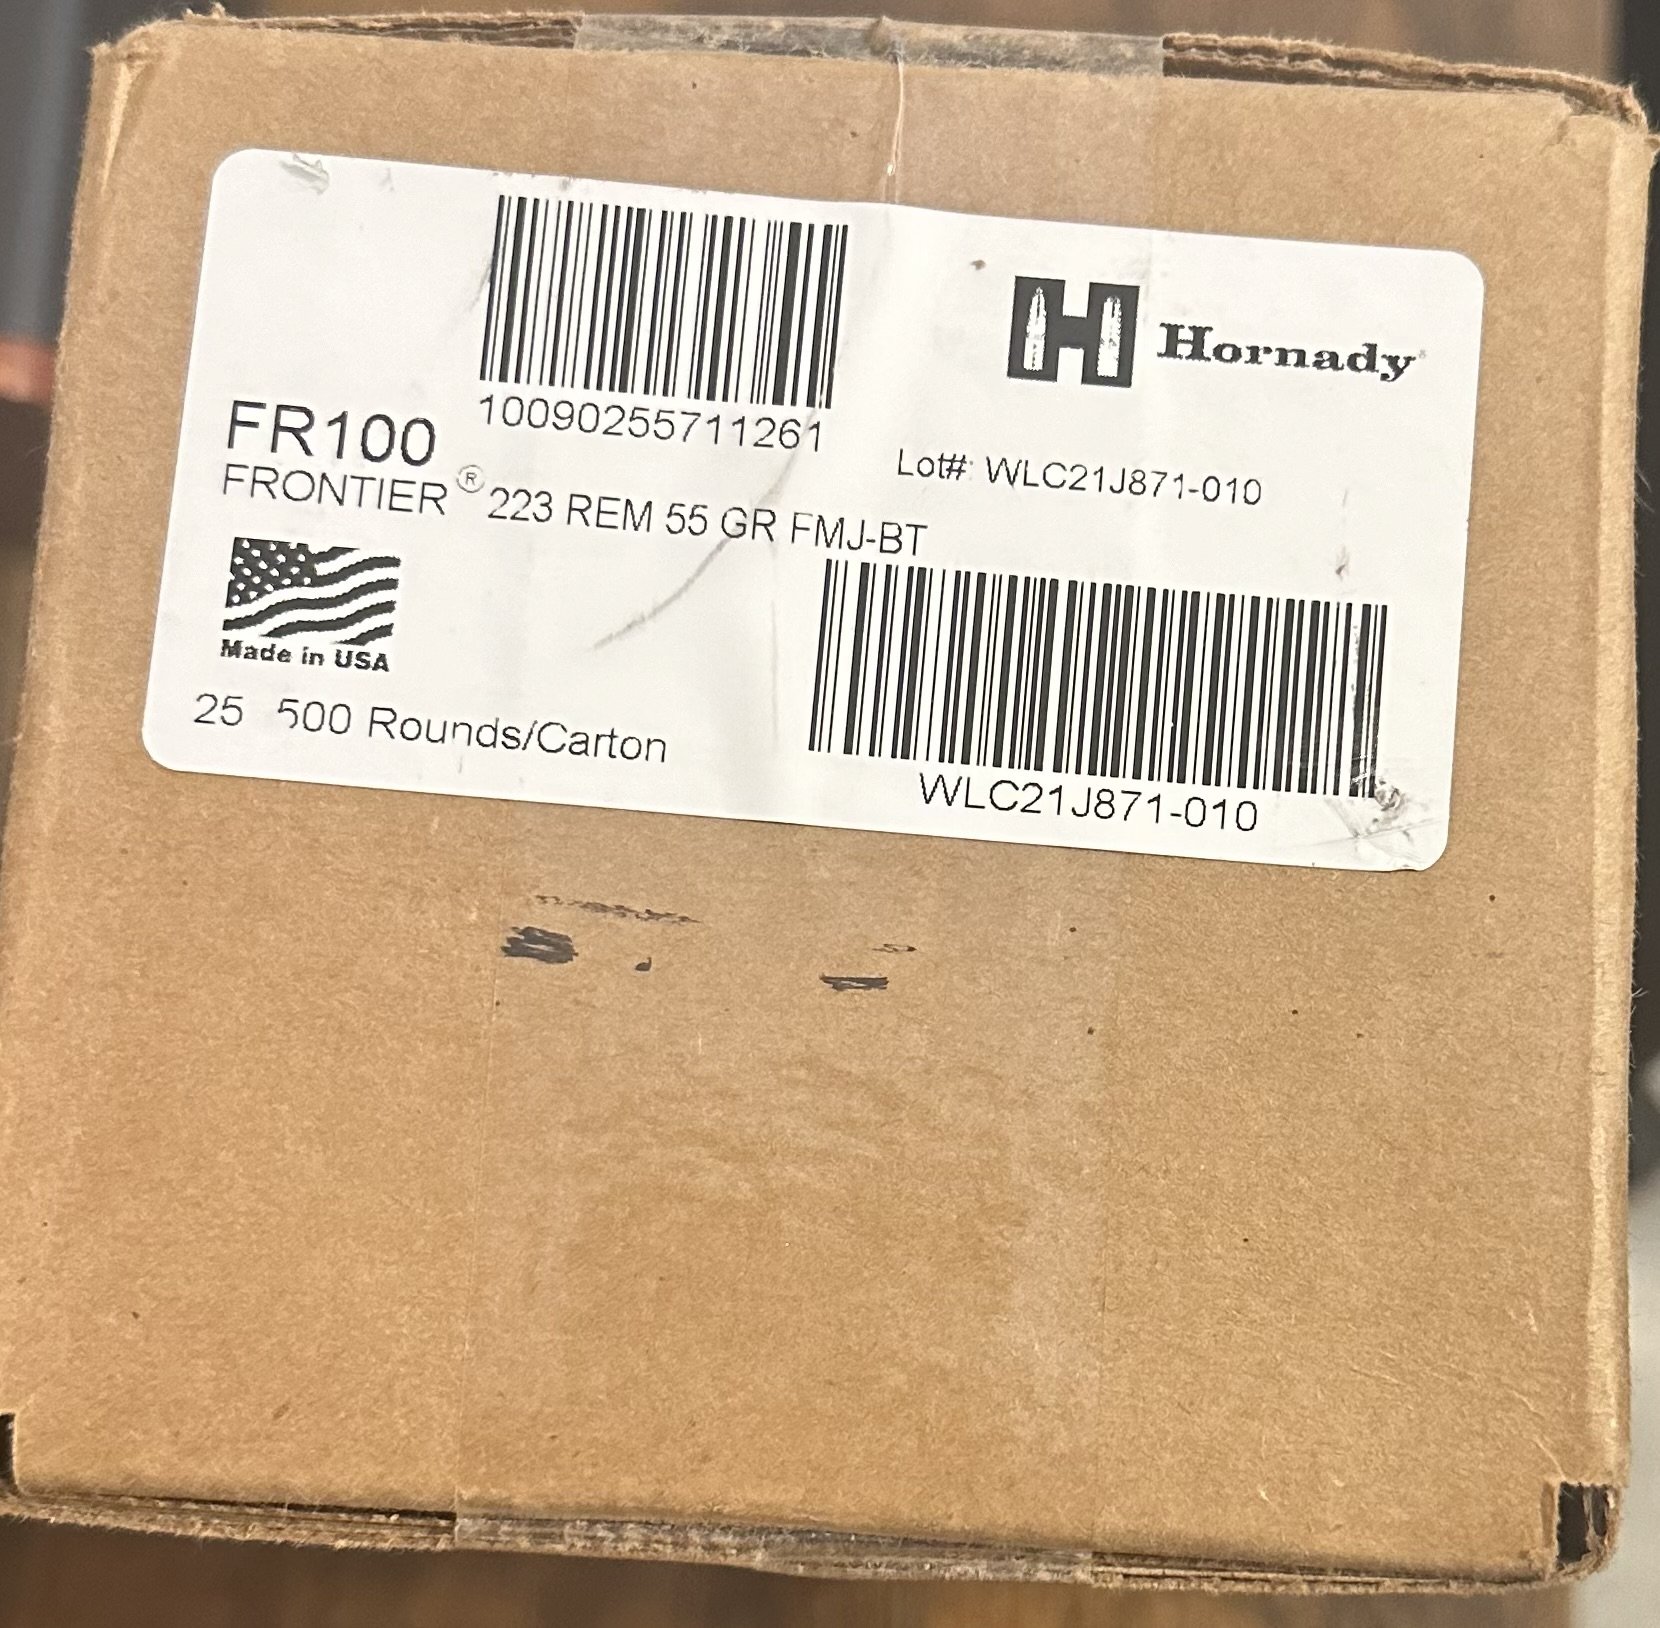 10090255711261
Hornady
FR100
Lot#: WLC21J871-010
FRONTIER® 223 REM 55 GR FMJ-BT
Made in USA
25 500 Rounds/Carton
WLC21J871-010